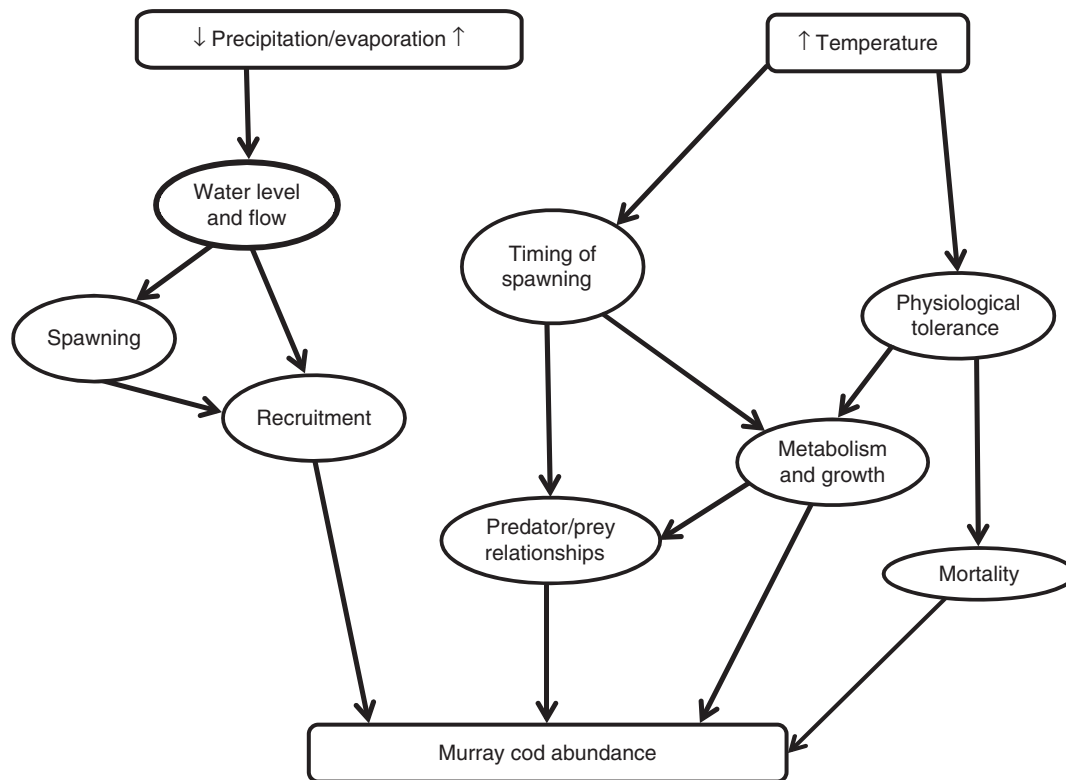 ↓ Precipitation/evaporation ↑
↑ Temperature
Water level
and flow
Timing of
spawning
Physiological
tolerance
Spawning
Recruitment
Metabolism
and growth
Predator/prey
relationships
Mortality
Murray cod abundance